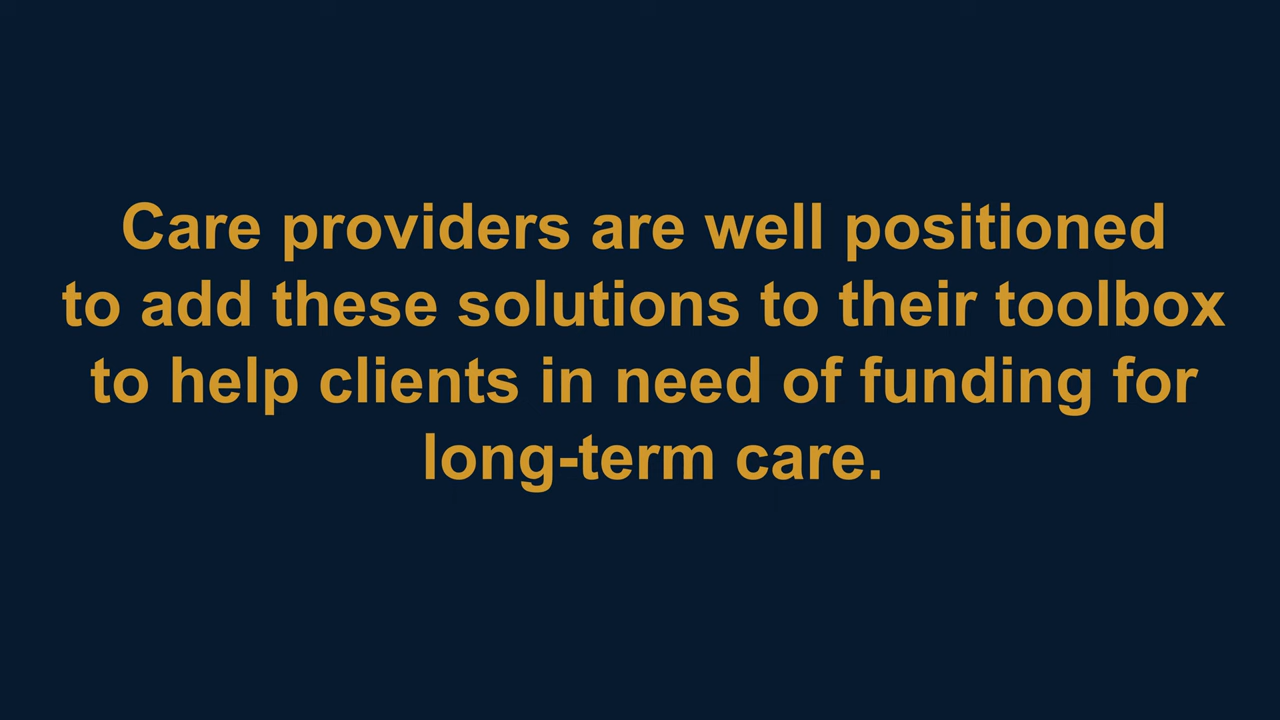 Care providers are well positioned
to add these solutions to their toolbox
to help clients in need of funding for
long-term care.